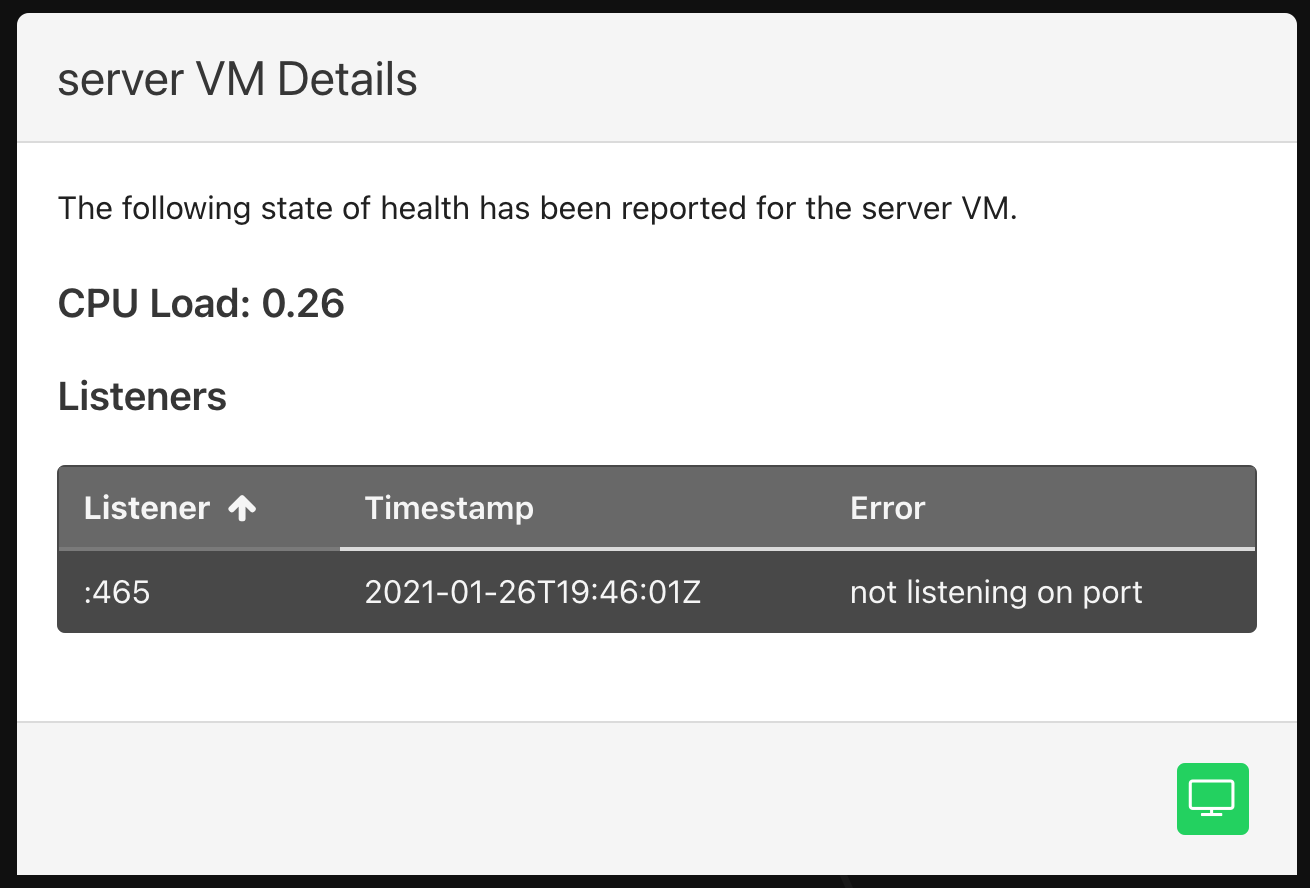 server VM Details
The following state of health has been reported for the server VM.
CPU Load: 0.26
Listeners
Listener Timestamp Error
:465 2021-01-26T19:46:01Z not listening on port